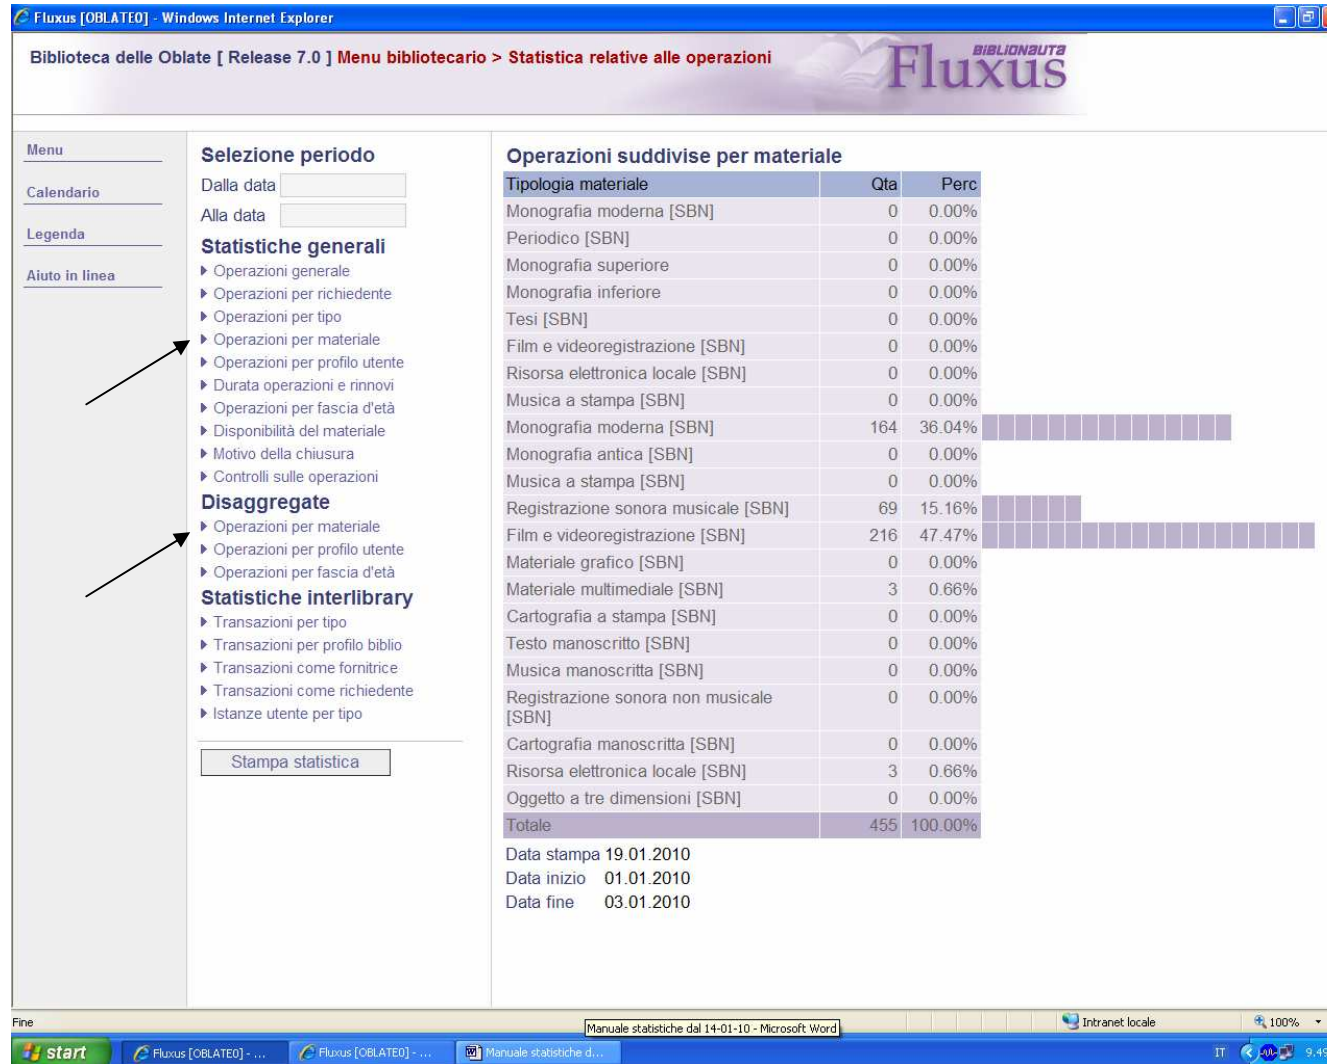 Fluxus [OBLATE0] - Windows Internet Explorer
Biblioteca delle Oblate [ Release 7.0 ] Menu bibliotecario > Statistica relative alle operazioni
BIBLIONAUTA
Fluxus
Menu
Calendario
Legenda
Aiuto in linea
Selezione periodo
Dalla data
Alla data
Statistiche generali
Operazioni generale
Operazioni per richiedente
Operazioni per tipo
Operazioni per materiale
Operazioni per profilo utente
Durata operazioni e rinnovi
Operazioni per fascia d'età
Disponibilità del materiale
Motivo della chiusura
Controlli sulle operazioni
Disaggregate
Operazioni per materiale
Operazioni per profilo utente
Operazioni per fascia d'età
Statistiche interlibrary
Transazioni per tipo
Transazioni per profilo biblio
Transazioni come fornitrice
Transazioni come richiedente
Istanze utente per tipo
Stampa statistica
Operazioni suddivise per materiale
Tipologia materiale Qta Perc
Monografia moderna [SBN] 0 0.00%
Periodico [SBN] 0 0.00%
Monografia superiore 0 0.00%
Monografia inferiore 0 0.00%
Tesi [SBN] 0 0.00%
Film e videoregistrazione [SBN] 0 0.00%
Risorsa elettronica locale [SBN] 0 0.00%
Musica a stampa [SBN] 0 0.00%
Monografia moderna [SBN] 164 36.04%
Monografia antica [SBN] 0 0.00%
Musica a stampa [SBN] 0 0.00%
Registrazione sonora musicale [SBN] 69 15.16%
Film e videoregistrazione [SBN] 216 47.47%
Materiale grafico [SBN] 0 0.00%
Materiale multimediale [SBN] 3 0.66%
Cartografia a stampa [SBN] 0 0.00%
Testo manoscritto [SBN] 0 0.00%
Musica manoscritta [SBN] 0 0.00%
Registrazione sonora non musicale 0 0.00%
[SBN]
Cartografia manoscritta [SBN] 0 0.00%
Risorsa elettronica locale [SBN] 3 0.66%
Oggetto a tre dimensioni [SBN] 0 0.00%
Totale 455 100.00%
Data stampa 19.01.2010
Data inizio 01.01.2010
Data fine 03.01.2010
Fine
Manuale statistiche dal 14-01-10 - Microsoft Word
Intranet locale
100%
start
Fluxus [OBLATE0] - ...
Fluxus [OBLATE0] - ...
Manuale statistiche d...
IT
9.49